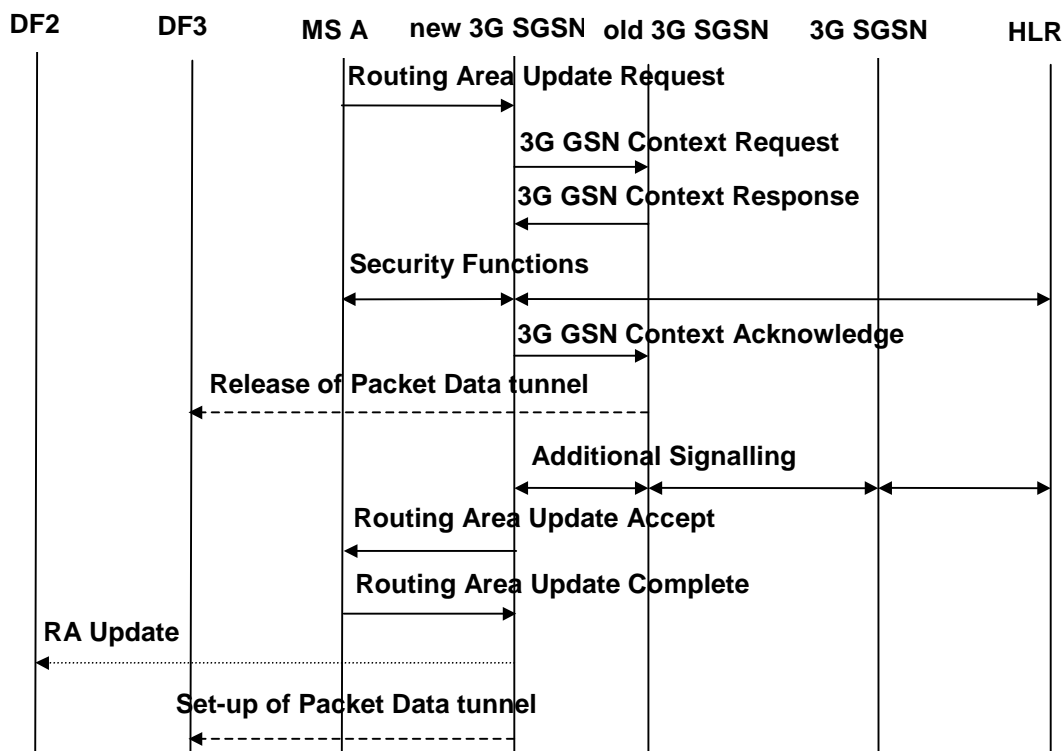 DF2 DF3 MS A new 3G SGSN old 3G SGSN 3G SGSN HLR
Routing Area Update Request
3G GSN Context Request
3G GSN Context Response
Security Functions
3G GSN Context Acknowledge
Release of Packet Data tunnel
Additional Signalling
Routing Area Update Accept
Routing Area Update Complete
RA Update
Set-up of Packet Data tunnel